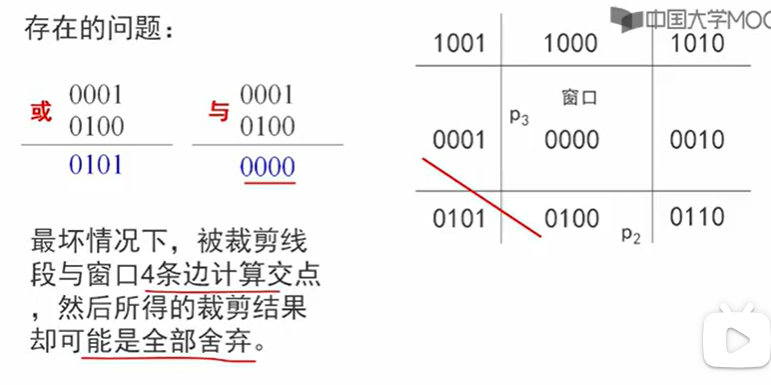 存在的问题：
或
0001
0100
0101
与
0001
0100
0000
最坏情况下，被裁剪线
段与窗口4条边计算交点
，然后所得的裁剪结果
却可能是全部舍弃。
中国大学MOO
1001 1000 1010
窗口
p3
0001 0000 0010
0101 0100 0110
p2